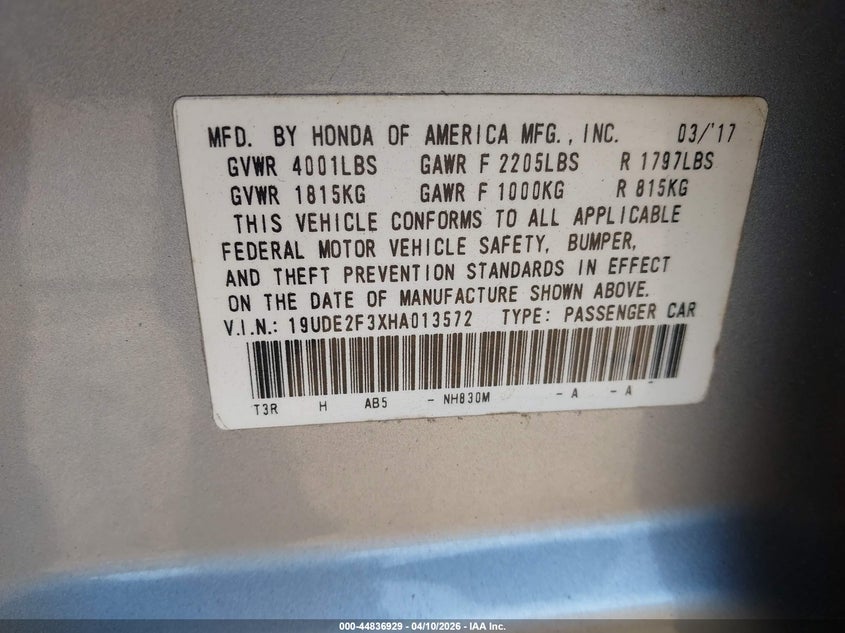 MFD. BY HONDA OF AMERICA MFG., INC. 03/'17
GVWR 4001LBS GAWR F 2205LBS R 1797LBS
GVWR 1815KG GAWR F 1000KG R 815KG
THIS VEHICLE CONFORMS TO ALL APPLICABLE
FEDERAL MOTOR VEHICLE SAFETY, BUMPER,
AND THEFT PREVENTION STANDARDS IN EFFECT
ON THE DATE OF MANUFACTURE SHOWN ABOVE.
V.I.N.: 19UDE2F3XHA013572 TYPE: PASSENGER CAR
T3R H AB5 - NH830M - A - A -
000-44836929 - 04/10/2026 - IAA Inc.